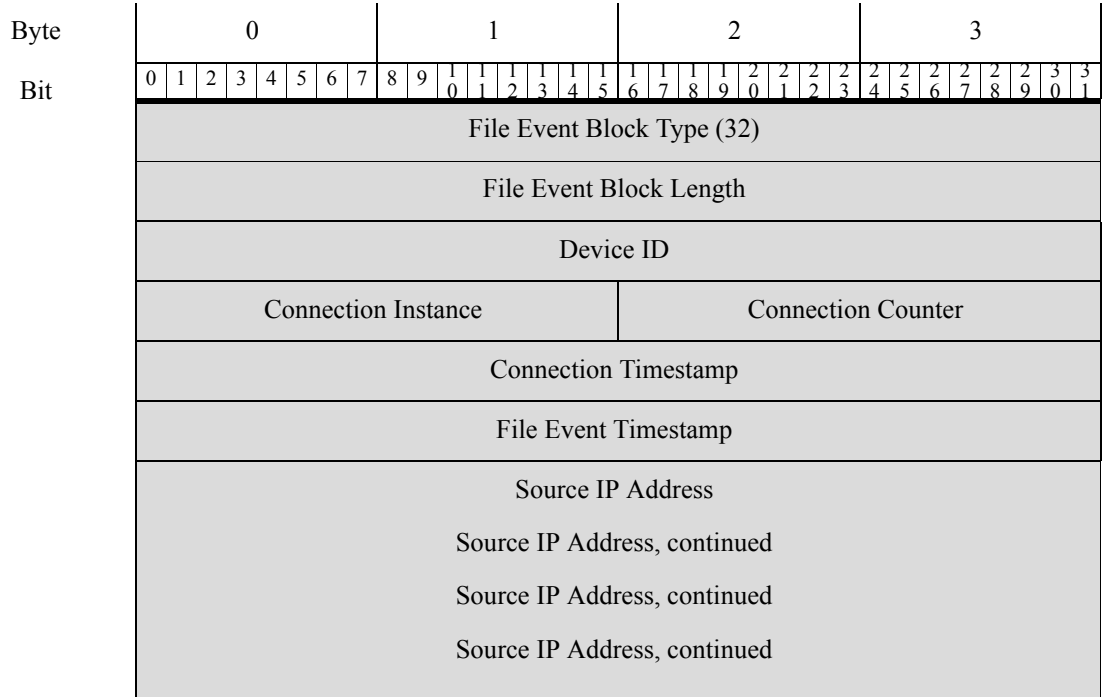 Byte 0 1 2 3
Bit 0 1 2 3 4 5 6 7 8 9 10 11 12 13 14 15 16 17 18 19 20 21 22 23 24 25 26 27 28 29 30 31
File Event Block Type (32)
File Event Block Length
Device ID
Connection Instance Connection Counter
Connection Timestamp
File Event Timestamp
Source IP Address
Source IP Address, continued
Source IP Address, continued
Source IP Address, continued